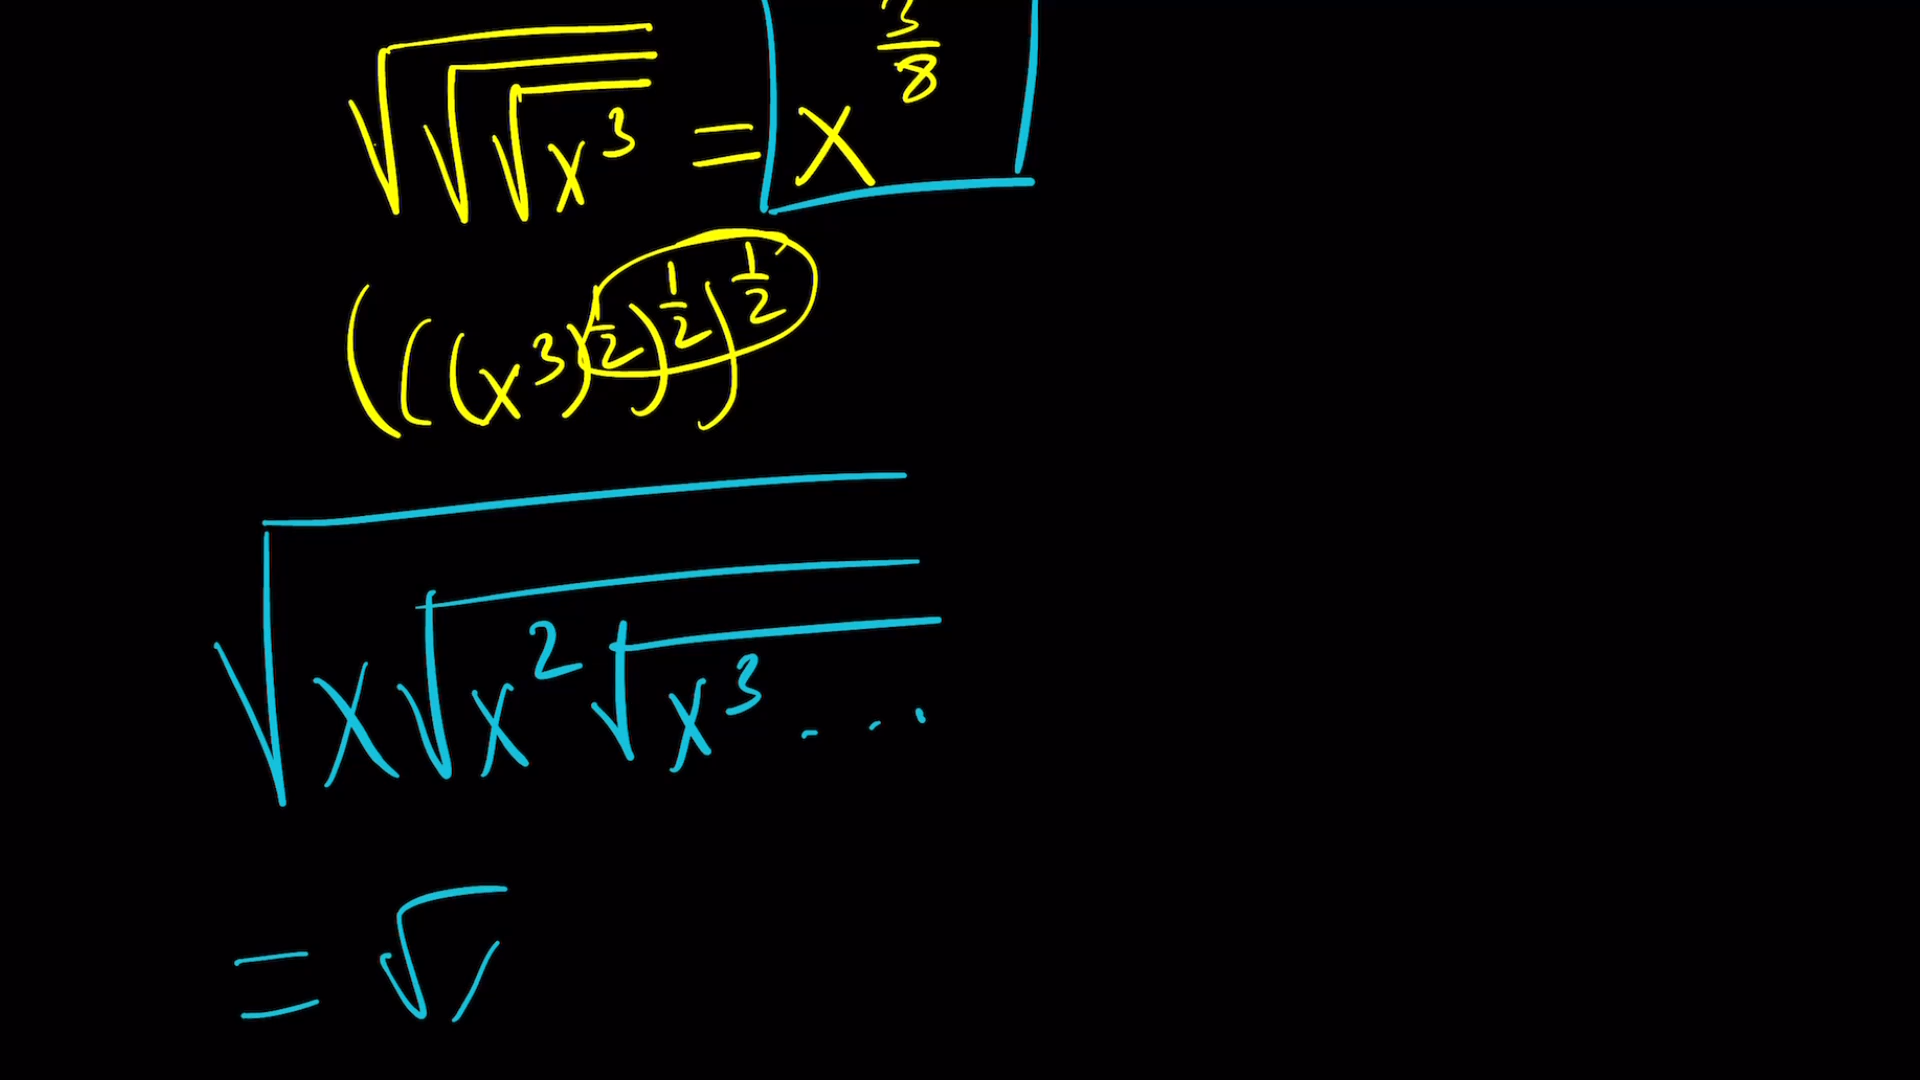 √√√x³ = x^(3/8)
(((x³)^(1/2))^(1/2))^(1/2)
√x√x²√x³ ...
= √